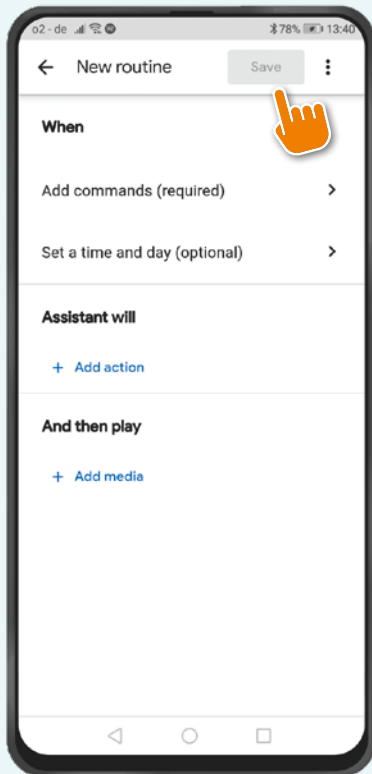 o2 - de 78% 13:40
New routine Save
When
Add commands (required)
Set a time and day (optional)
Assistant will
+ Add action
And then play
+ Add media